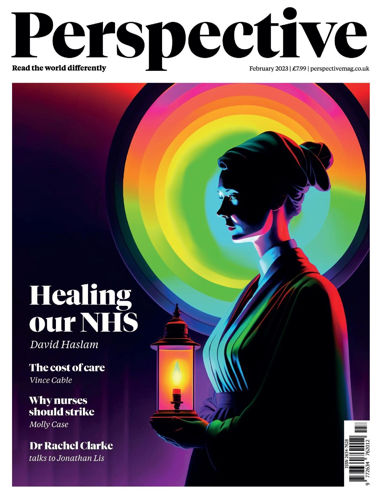 Perspective
Read the world differently
February 2023 | £7.99 | perspectivemag.co.uk
Healing
our NHS
David Haslam
The cost of care
Vince Cable
Why nurses
should strike
Molly Case
Dr Rachel Clarke
talks to Jonathan Lis